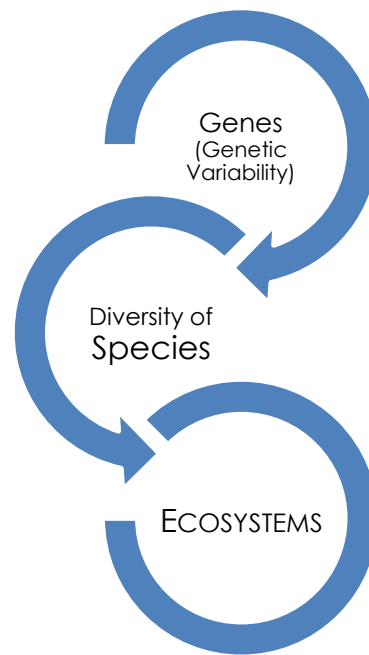 Genes
(Genetic
Variability)
Diversity of
Species
ECOSYSTEMS